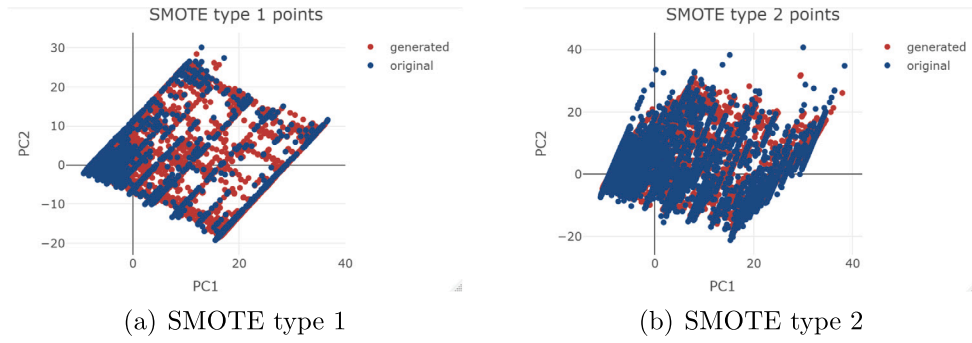 SMOTE type 1 points
30
20
10
0
−10
−20
PC2
0
20
40
PC1
generated
original
(a) SMOTE type 1
SMOTE type 2 points
40
20
0
−20
PC2
0
20
40
PC1
generated
original
(b) SMOTE type 2